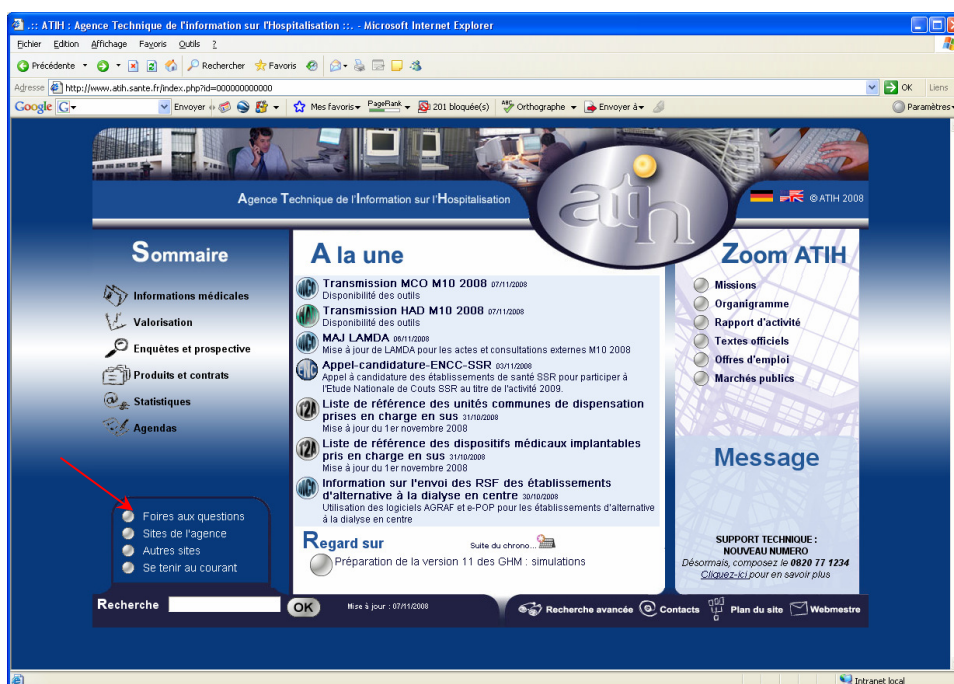 .:: ATIH : Agence Technique de l'information sur l'Hospitalisation ::. - Microsoft Internet Explorer
Fichier Edition Affichage Favoris Outils ?
Précédente Rechercher Favoris
Adresse http://www.atih.sante.fr/index.php?id=000000000000 OK Liens
Google G Envoyer Mes favoris PageRank 201 bloquée(s) Orthographe Envoyer à Paramètres
Agence Technique de l'Information sur l'Hospitalisation
atih
© ATIH 2008
Sommaire
Informations médicales
Valorisation
Enquêtes et prospective
Produits et contrats
Statistiques
Agendas
Foires aux questions
Sites de l'agence
Autres sites
Se tenir au courant
A la une
Transmission MCO M10 2008 07/11/2008
Disponibilité des outils
Transmission HAD M10 2008 07/11/2008
Disponibilité des outils
MAJ LAMDA 06/11/2008
Mise à jour de LAMDA pour les actes et consultations externes M10 2008
Appel-candidature-ENCC-SSR 03/11/2008
Appel à candidature des établissements de santé SSR pour participer à
l'Etude Nationale de Couts SSR au titre de l'activité 2009.
Liste de référence des unités communes de dispensation
prises en charge en sus 31/10/2008
Mise à jour du 1er novembre 2008
Liste de référence des dispositifs médicaux implantables
pris en charge en sus 31/10/2008
Mise à jour du 1er novembre 2008
Information sur l'envoi des RSF des établissements
d'alternative à la dialyse en centre 30/10/2008
Utilisation des logiciels AGRAF et e-POP pour les établissements d'alternative
à la dialyse en centre
Regard sur
Suite du chrono...
Préparation de la version 11 des GHM : simulations
Zoom ATIH
Missions
Organigramme
Rapport d'activité
Textes officiels
Offres d'emploi
Marchés publics
Message
SUPPORT TECHNIQUE :
NOUVEAU NUMERO
Désormais, composez le 0820 77 1234
Cliquez-ici pour en savoir plus
Recherche OK Mise à jour : 07/11/2008 Recherche avancée Contacts Plan du site Webmestre
Intranet local